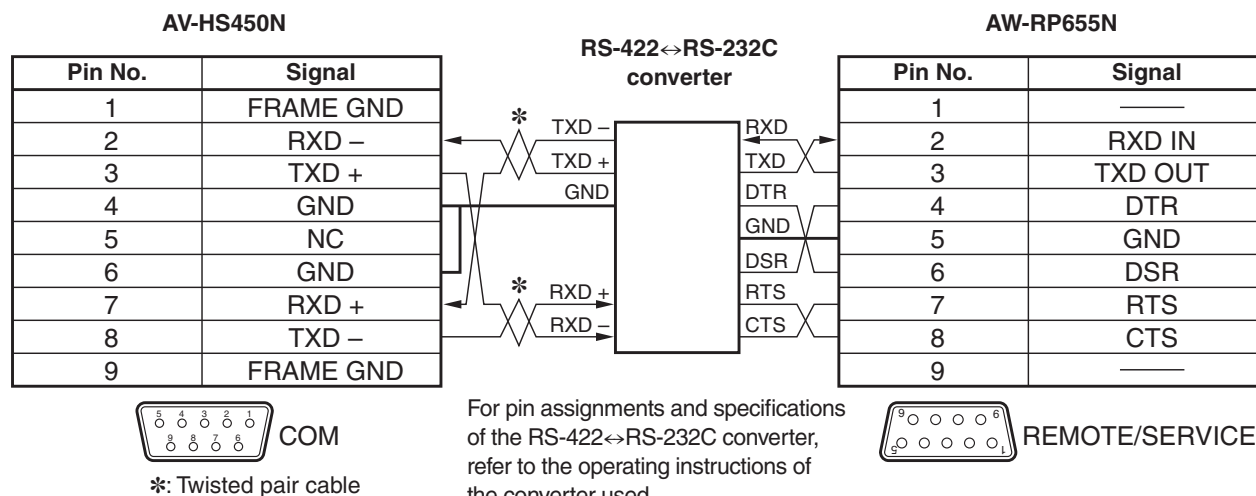 AV-HS450N
RS-422↔RS-232C
converter
AW-RP655N
Pin No. Signal
1 FRAME GND
2 RXD –
3 TXD +
4 GND
5 NC
6 GND
7 RXD +
8 TXD –
9 FRAME GND
✻ TXD –
TXD +
GND
✻ RXD +
RXD –
RXD
TXD
DTR
GND
DSR
RTS
CTS
Pin No. Signal
1 ——
2 RXD IN
3 TXD OUT
4 DTR
5 GND
6 DSR
7 RTS
8 CTS
9 ——
5 4 3 2 1
9 8 7 6
COM
✻: Twisted pair cable
For pin assignments and specifications
of the RS-422↔RS-232C converter,
refer to the operating instructions of
the converter used.
9 6
5 1
REMOTE/SERVICE